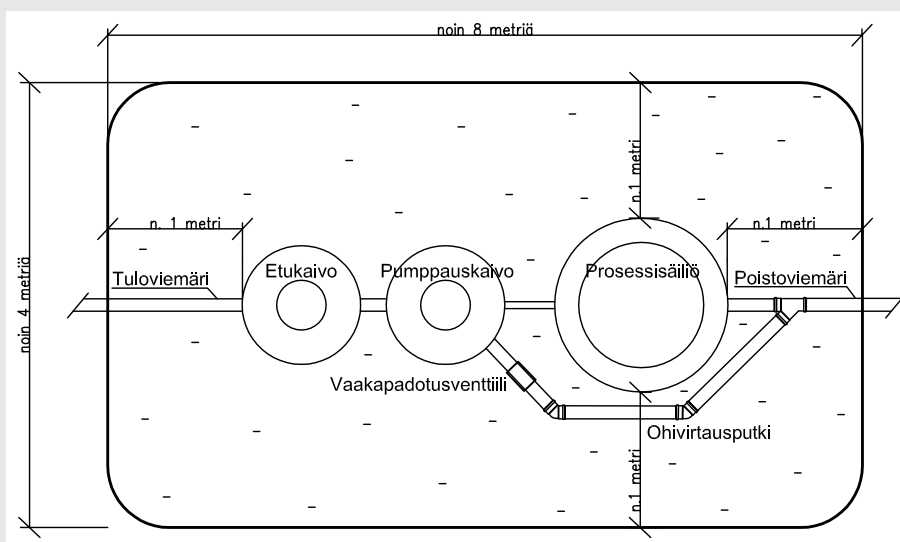 noin 8 metriä
n.1 metri
n. 1 metri
n.1 metri
Tuloviemäri
Etukaivo
Pumppauskaivo
Prosessisäiliö
Poistoviemäri
noin 4 metriä
Vaakapadotusventtiili
Ohivirtausputki
n.1 metri